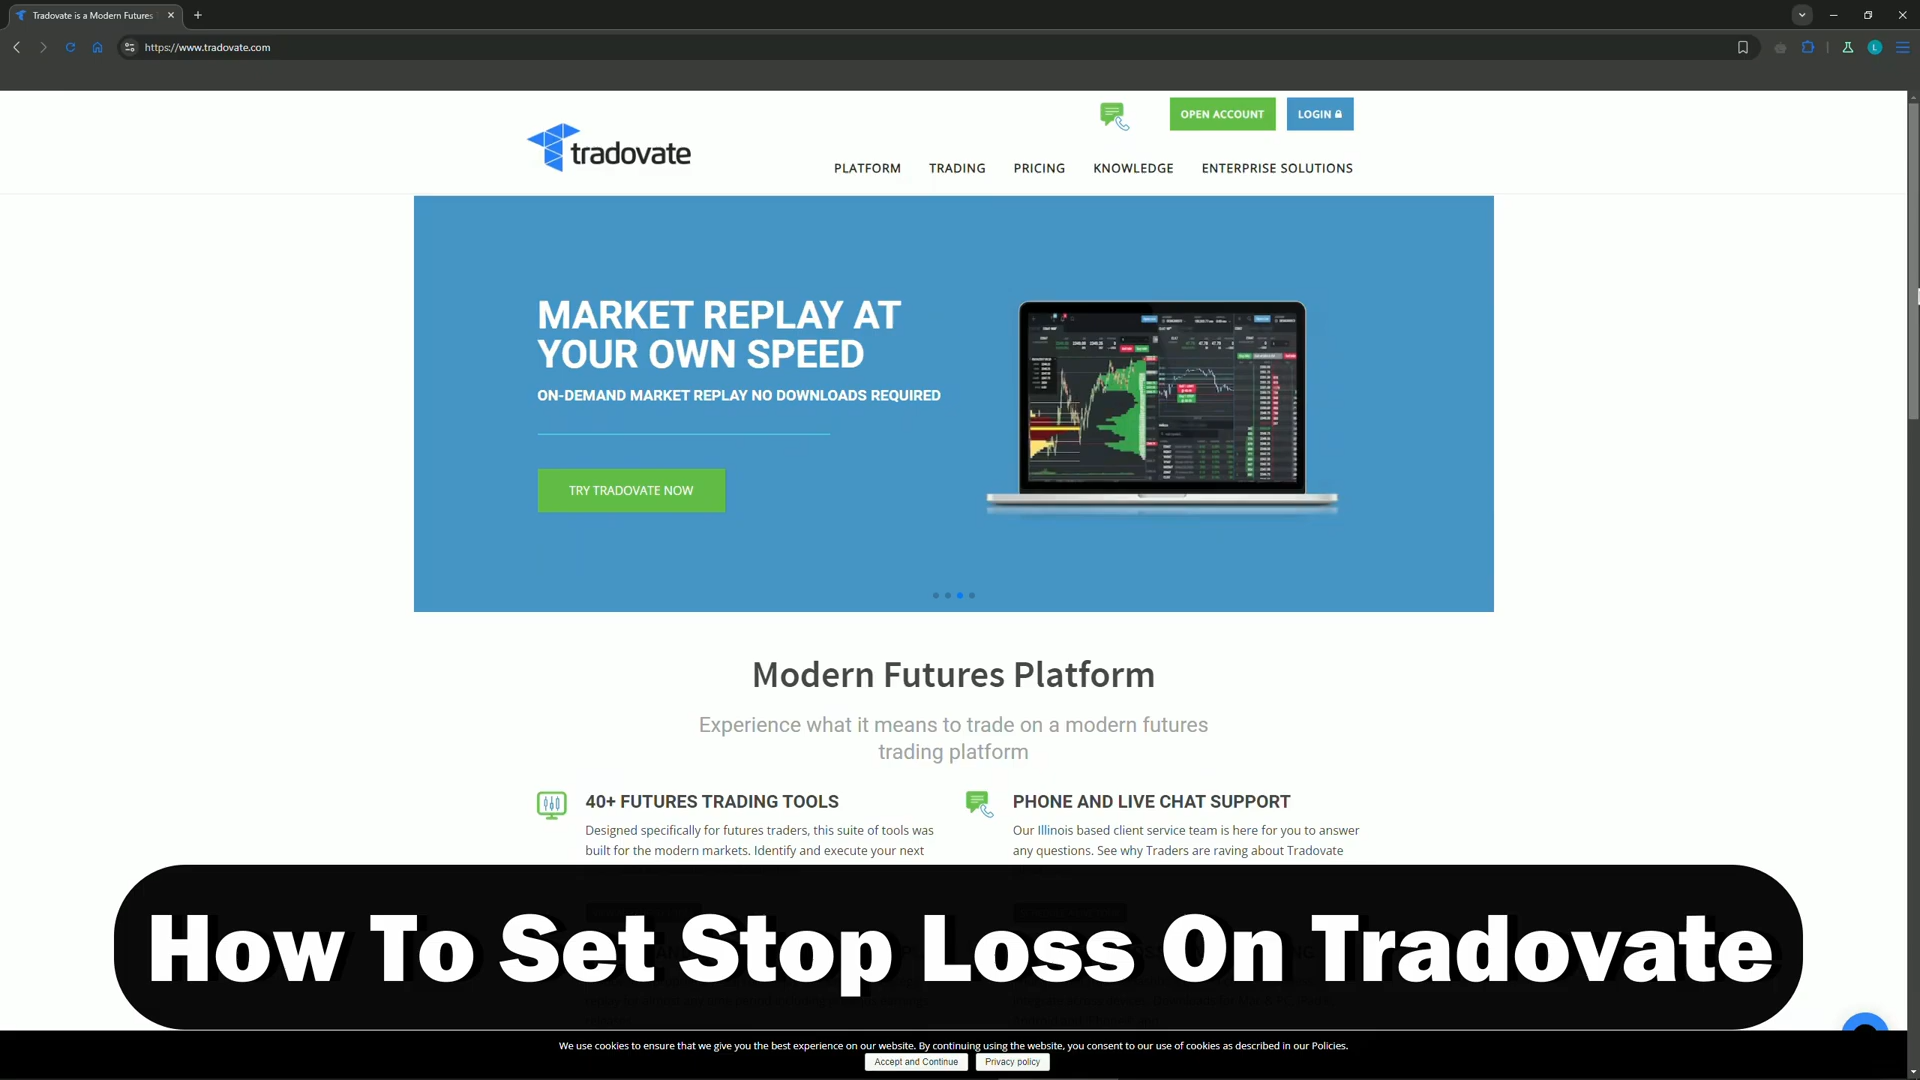 Tradovate is a Modern Futures
https://www.tradovate.com
OPEN ACCOUNT
LOGIN
tradovate
PLATFORM
TRADING
PRICING
KNOWLEDGE
ENTERPRISE SOLUTIONS
MARKET REPLAY AT
YOUR OWN SPEED
ON-DEMAND MARKET REPLAY NO DOWNLOADS REQUIRED
TRY TRADOVATE NOW
Modern Futures Platform
Experience what it means to trade on a modern futures
trading platform
40+ FUTURES TRADING TOOLS
Designed specifically for futures traders, this suite of tools was
built for the modern markets. Identify and execute your next
PHONE AND LIVE CHAT SUPPORT
Our Illinois based client service team is here for you to answer
any questions. See why Traders are raving about Tradovate
How To Set Stop Loss On Tradovate
We use cookies to ensure that we give you the best experience on our website. By continuing using the website, you consent to our use of cookies as described in our Policies.
Accept and Continue
Privacy policy